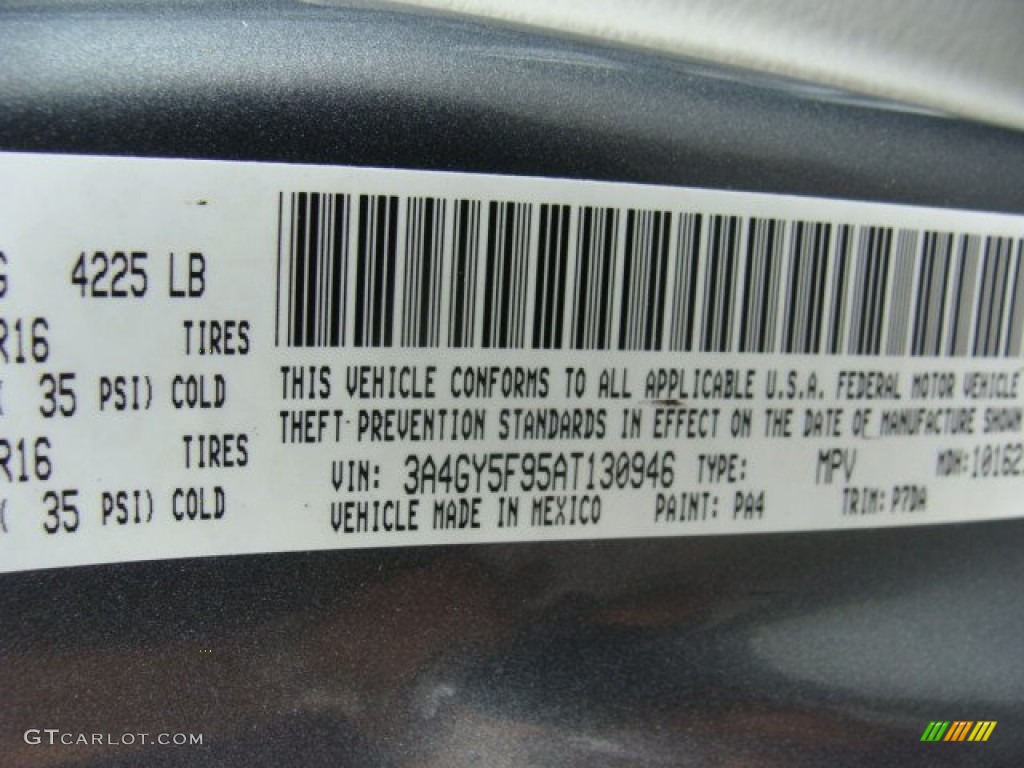 G 4225 LB
R16 TIRES
( 35 PSI) COLD
R16 TIRES
( 35 PSI) COLD
THIS VEHICLE CONFORMS TO ALL APPLICABLE U.S.A. FEDERAL MOTOR VEHICLE
THEFT PREVENTION STANDARDS IN EFFECT ON THE DATE OF MANUFACTURE SHOWN
VIN: 3A4GY5F95AT130946 TYPE: MPV MDH: 10162
VEHICLE MADE IN MEXICO PAINT: PA4 TRIM: P7DA
GTCARLOT.COM